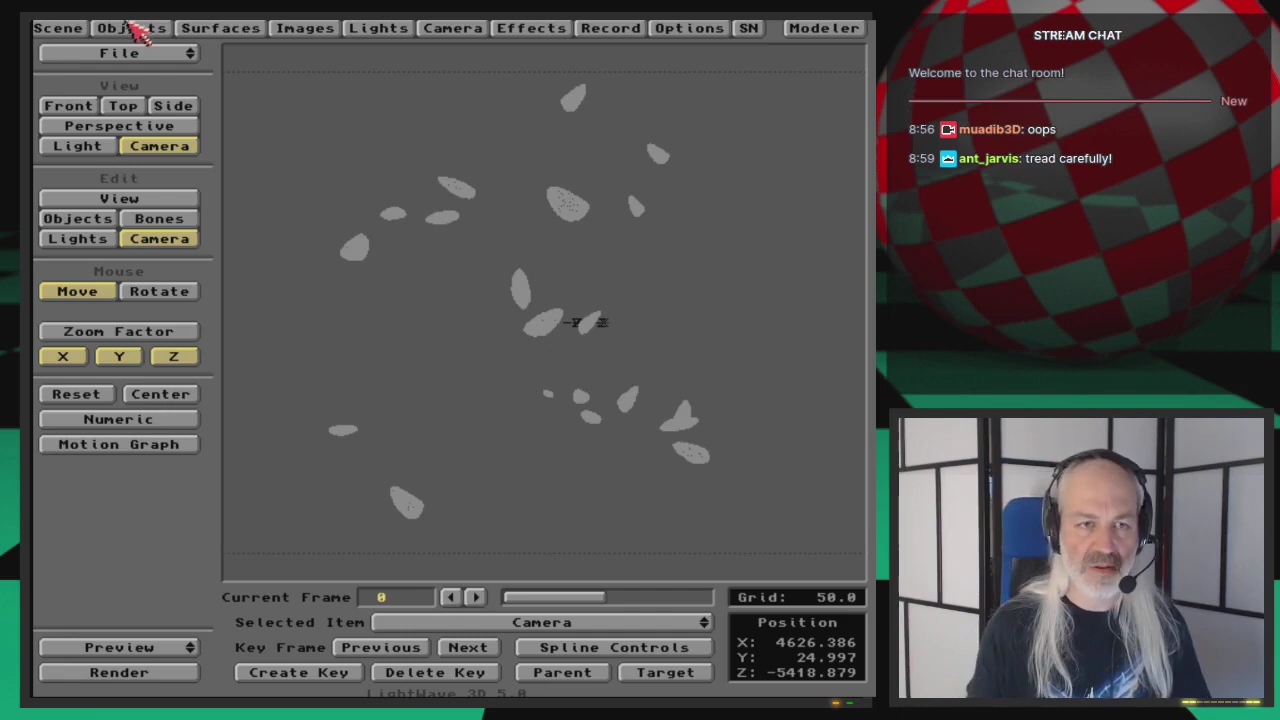 Scene Objects Surfaces Images Lights Camera Effects Record Options SN Modeler
File
View
Front Top Side
Perspective
Light Camera
Edit
View
Objects Bones
Lights Camera
Mouse
Move Rotate
Zoom Factor
X Y Z
Reset Center
Numeric
Motion Graph
Preview
Render
Current Frame 0
Grid: 50.0
Selected Item Camera
Key Frame Previous Next Spline Controls
Create Key Delete Key Parent Target
Position
X: 4626.386
Y: 24.997
Z: -5418.879
LightWave 3D 5.0
STREAM CHAT
Welcome to the chat room!
New
8:56 muadib3D: oops
8:59 ant_jarvis: tread carefully!